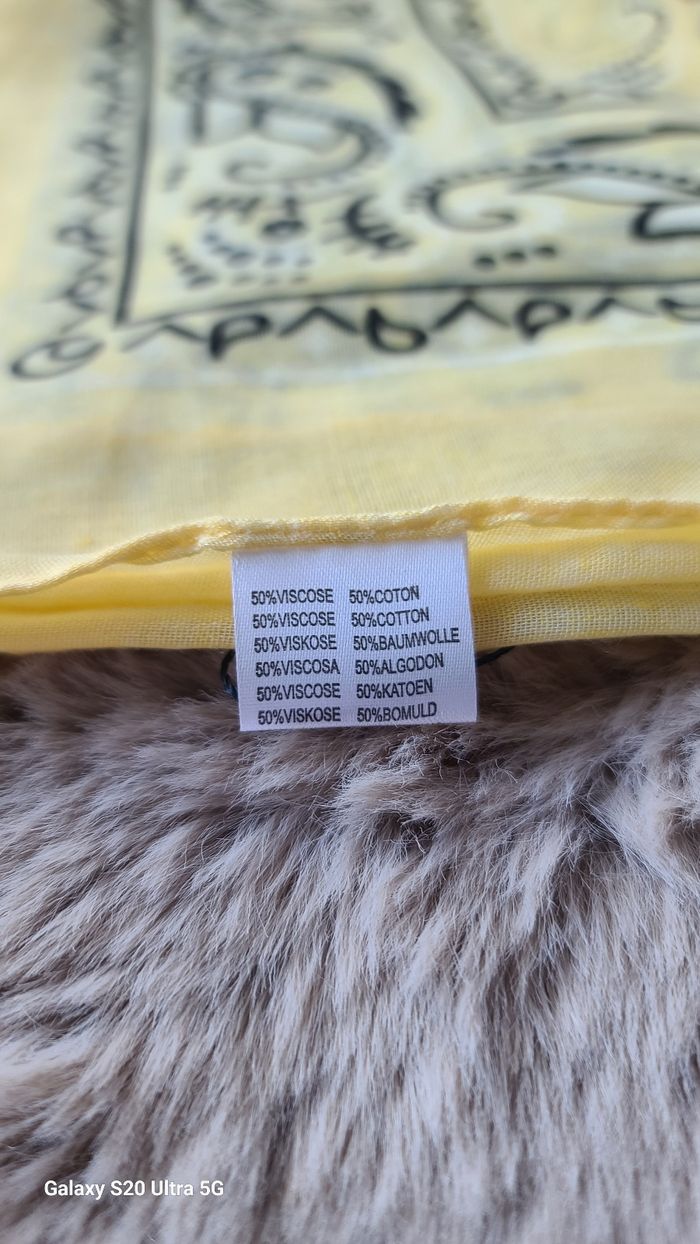 50%VISCOSE 50%COTON
50%VISCOSE 50%COTTON
50%VISKOSE 50%BAUMWOLLE
50%VISCOSA 50%ALGODON
50%VISCOSE 50%KATOEN
50%VISKOSE 50%BOMULD
Galaxy S20 Ultra 5G